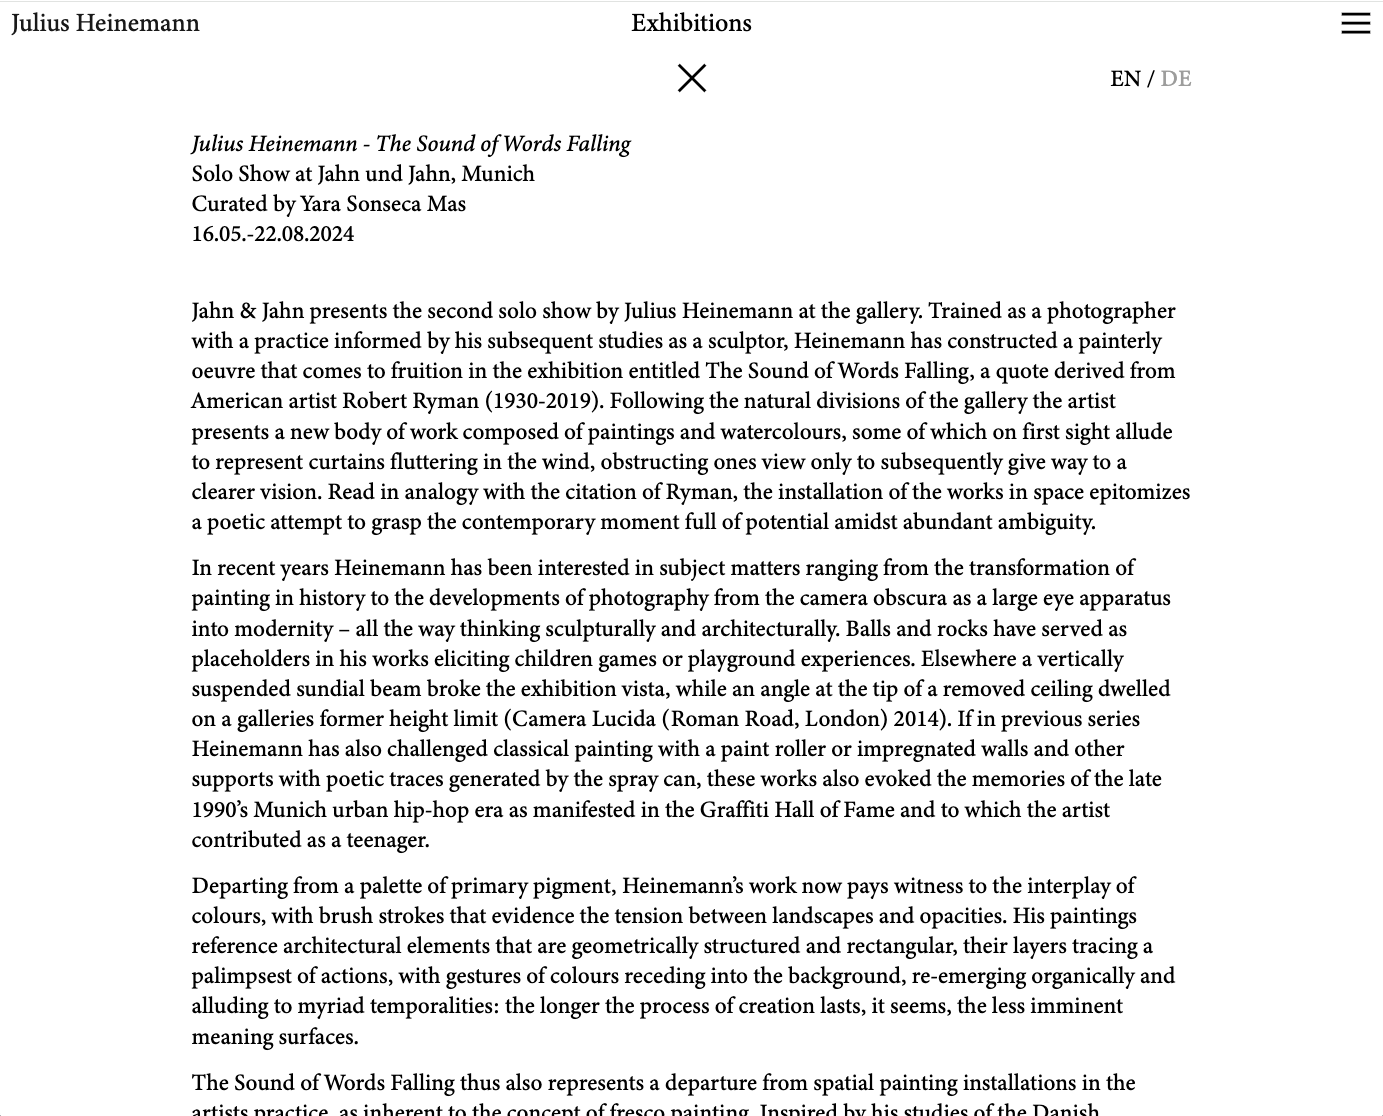 Julius Heinemann
Exhibitions
EN / DE
Julius Heinemann - The Sound of Words Falling
Solo Show at Jahn und Jahn, Munich
Curated by Yara Sonseca Mas
16.05.-22.08.2024
Jahn & Jahn presents the second solo show by Julius Heinemann at the gallery. Trained as a photographer
with a practice informed by his subsequent studies as a sculptor, Heinemann has constructed a painterly
oeuvre that comes to fruition in the exhibition entitled The Sound of Words Falling, a quote derived from
American artist Robert Ryman (1930-2019). Following the natural divisions of the gallery the artist
presents a new body of work composed of paintings and watercolours, some of which on first sight allude
to represent curtains fluttering in the wind, obstructing ones view only to subsequently give way to a
clearer vision. Read in analogy with the citation of Ryman, the installation of the works in space epitomizes
a poetic attempt to grasp the contemporary moment full of potential amidst abundant ambiguity.
In recent years Heinemann has been interested in subject matters ranging from the transformation of
painting in history to the developments of photography from the camera obscura as a large eye apparatus
into modernity – all the way thinking sculpturally and architecturally. Balls and rocks have served as
placeholders in his works eliciting children games or playground experiences. Elsewhere a vertically
suspended sundial beam broke the exhibition vista, while an angle at the tip of a removed ceiling dwelled
on a galleries former height limit (Camera Lucida (Roman Road, London) 2014). If in previous series
Heinemann has also challenged classical painting with a paint roller or impregnated walls and other
supports with poetic traces generated by the spray can, these works also evoked the memories of the late
1990’s Munich urban hip-hop era as manifested in the Graffiti Hall of Fame and to which the artist
contributed as a teenager.
Departing from a palette of primary pigment, Heinemann’s work now pays witness to the interplay of
colours, with brush strokes that evidence the tension between landscapes and opacities. His paintings
reference architectural elements that are geometrically structured and rectangular, their layers tracing a
palimpsest of actions, with gestures of colours receding into the background, re-emerging organically and
alluding to myriad temporalities: the longer the process of creation lasts, it seems, the less imminent
meaning surfaces.
The Sound of Words Falling thus also represents a departure from spatial painting installations in the
artists practice, as inherent to the concept of fresco painting. Inspired by his studies of the Danish